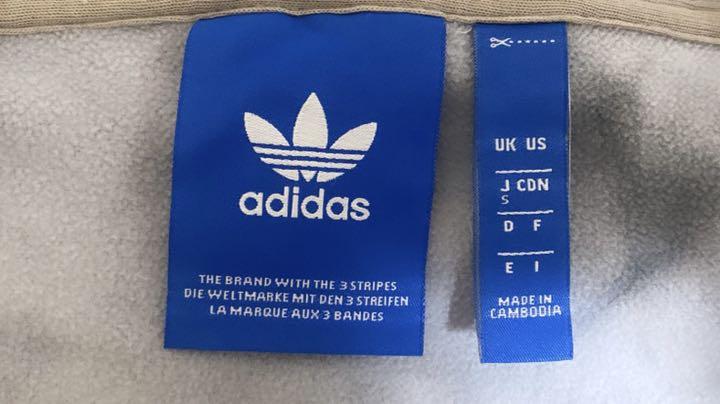 adidas
THE BRAND WITH THE 3 STRIPES
DIE WELTMARKE MIT DEN 3 STREIFEN
LA MARQUE AUX 3 BANDES
UK US
J CDN
S
D F
E I
MADE IN
CAMBODIA